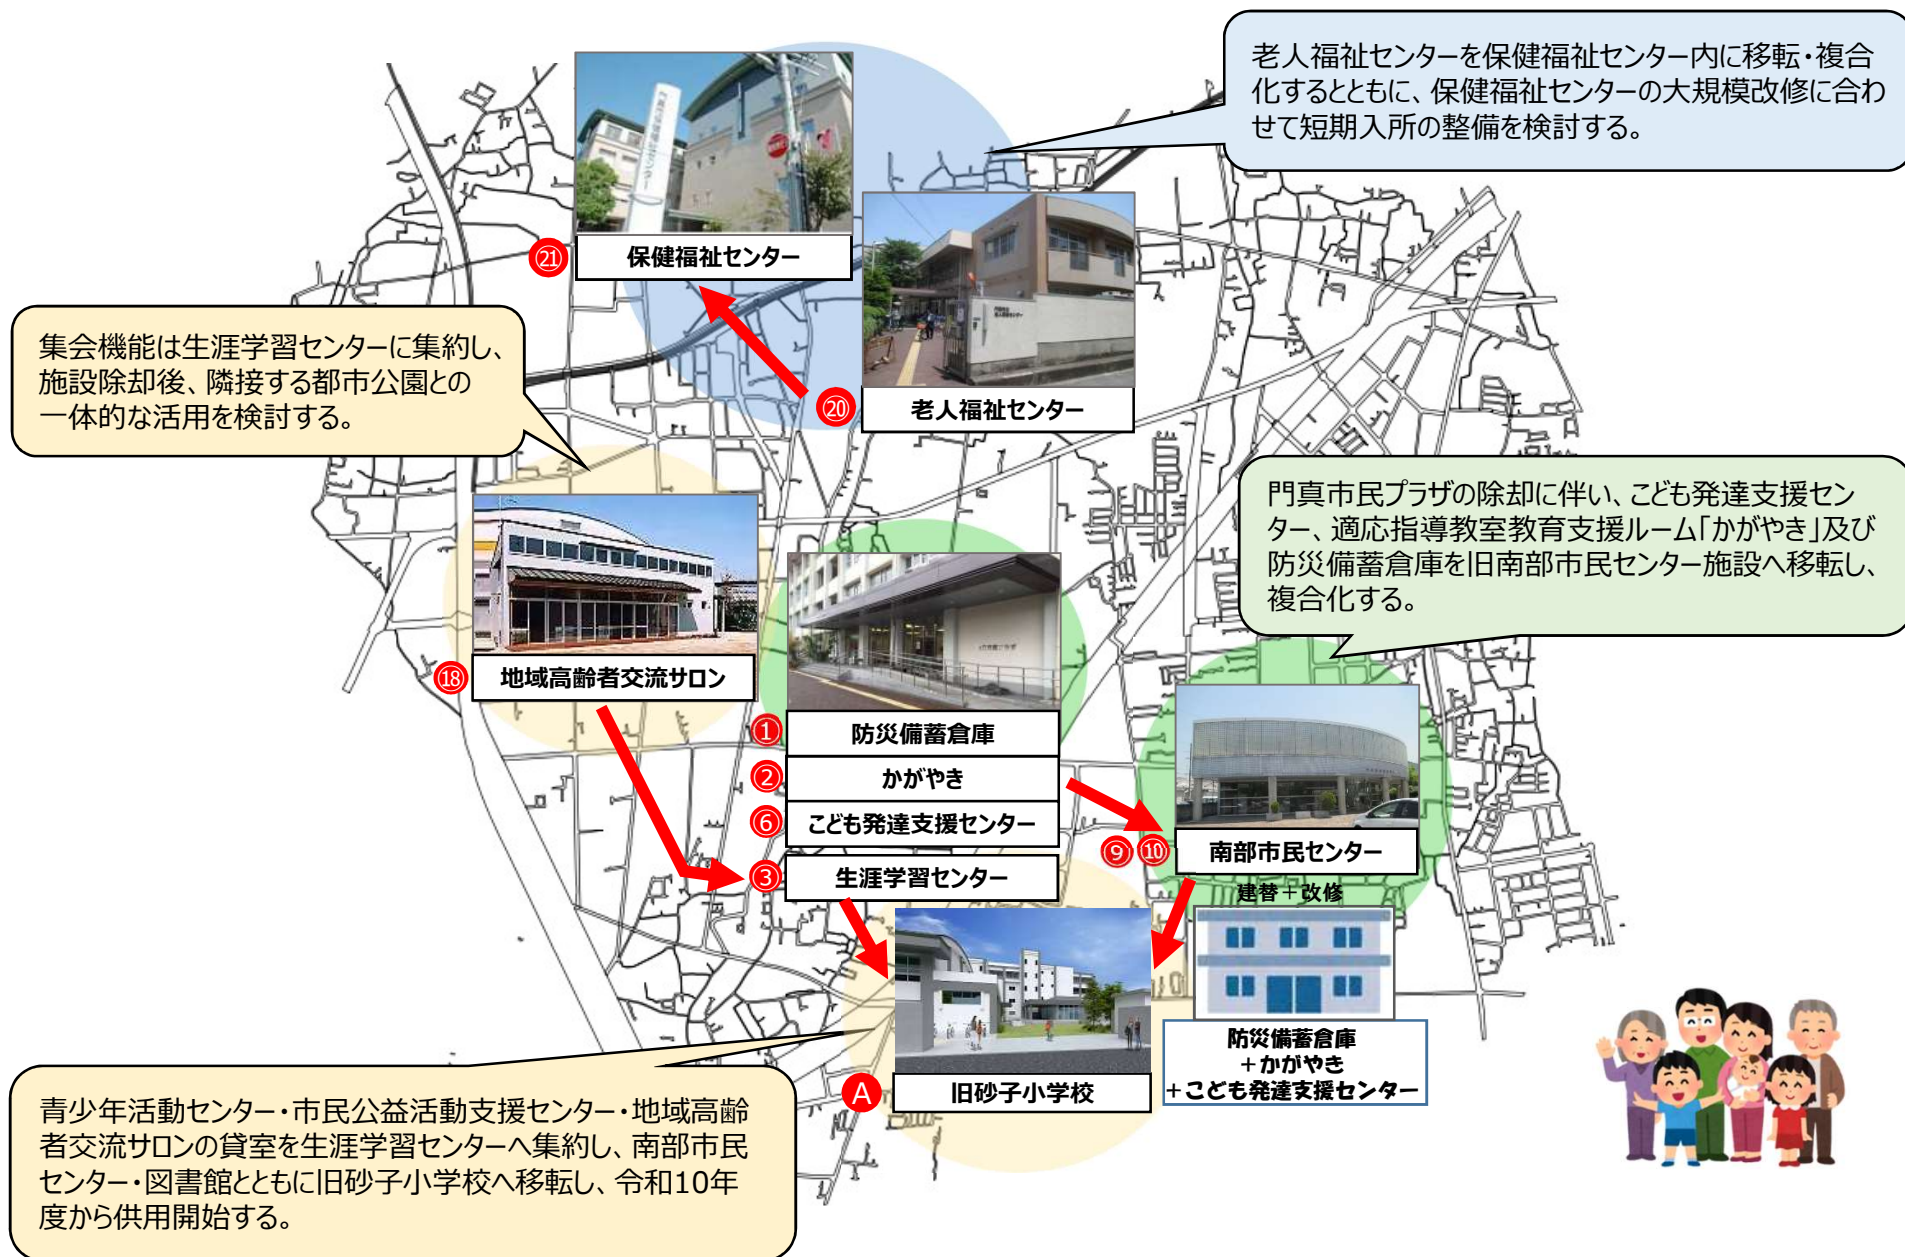 老人福祉センターを保健福祉センター内に移転・複合
化するとともに、保健福祉センターの大規模改修に合わ
せて短期入所の整備を検討する。
門真市保健福祉センター
㉑
保健福祉センター
⑳
老人福祉センター
集会機能は生涯学習センターに集約し、
施設除却後、隣接する都市公園との
一体的な活用を検討する。
門真市民プラザの除却に伴い、こども発達支援セン
ター、適応指導教室教育支援ルーム「かがやき」及び
防災備蓄倉庫を旧南部市民センター施設へ移転し、
複合化する。
⑱
地域高齢者交流サロン
①
防災備蓄倉庫
②
かがやき
⑥
こども発達支援センター
③
生涯学習センター
⑨ ⑩
南部市民センター
建替+改修
防災備蓄倉庫
+かがやき
+こども発達支援センター
A
旧砂子小学校
青少年活動センター・市民公益活動支援センター・地域高齢
者交流サロンの貸室を生涯学習センターへ集約し、南部市民
センター・図書館とともに旧砂子小学校へ移転し、令和10年
度から供用開始する。